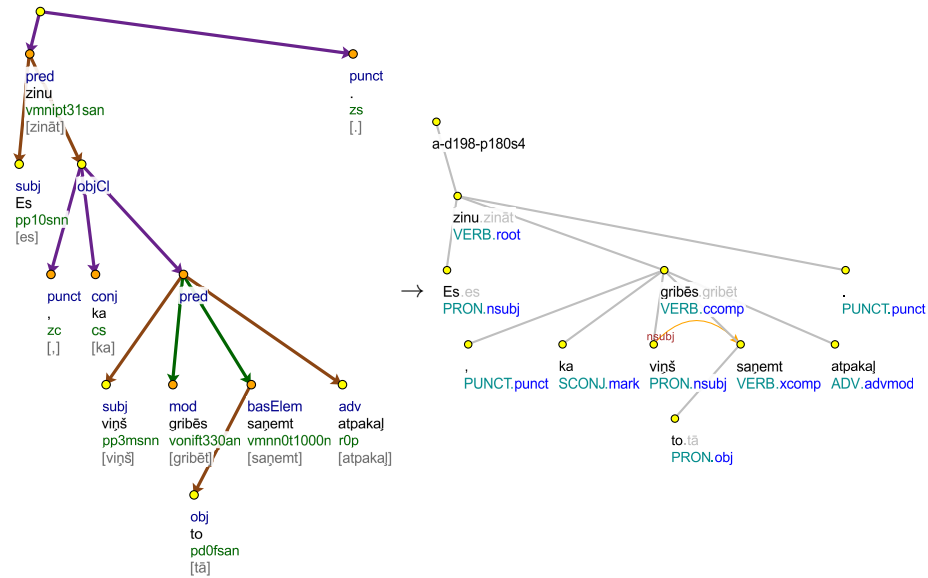 pred
zinu
vmnipt31san
[zināt]
punct
.
zs
[.]
subj
Es
pp10snn
[es]
objCl
punct
,
zc
[,]
conj
ka
cs
[ka]
pred
subj
viņš
pp3msnn
[viņš]
mod
gribēs
vonift330an
[gribēt]
basElem
saņemt
vmnn0t1000n
[saņemt]
adv
atpakaļ
r0p
[atpakaļ]
obj
to
pd0fsan
[tā]
→
a-d198-p180s4
zinu.zināt
VERB.root
Es.es
PRON.nsubj
gribēs.gribēt
VERB.ccomp
.
PUNCT.punct
nsubj
,
PUNCT.punct
ka
SCONJ.mark
viņš
PRON.nsubj
saņemt
VERB.xcomp
atpakaļ
ADV.advmod
to.tā
PRON.obj